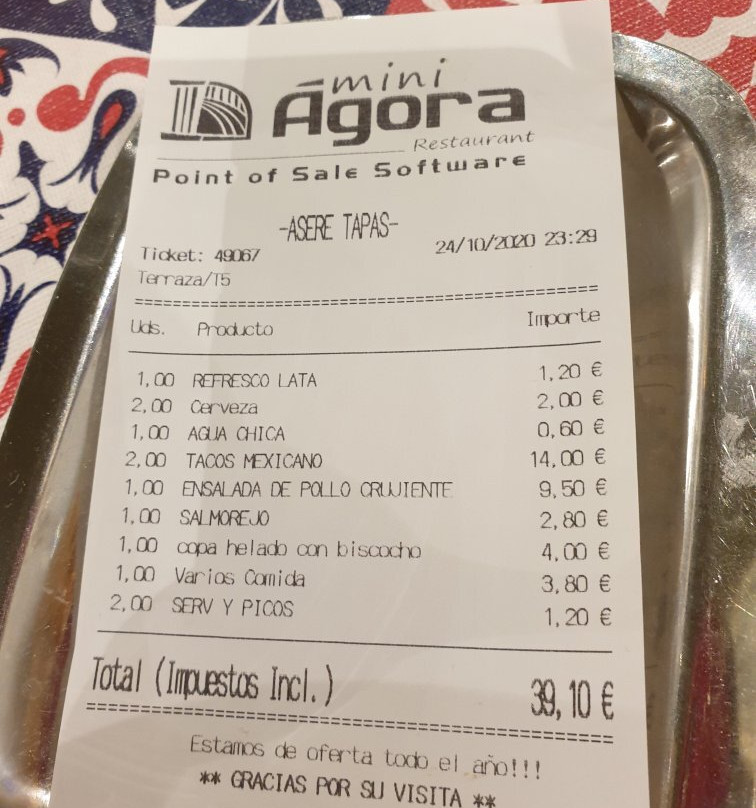 mini
Ágora
Restaurant
Point of Sale Software
-ASERE TAPAS-
Ticket: 49067 24/10/2020 23:29
Terraza/T5
Uds. Producto Importe
1,00 REFRESCO LATA 1,20 €
2,00 Cerveza 2,00 €
1,00 AGUA CHICA 0,60 €
2,00 TACOS MEXICANO 14,00 €
1,00 ENSALADA DE POLLO CRUJIENTE 9,50 €
1,00 SALMOREJO 2,80 €
1,00 copa helado con biscocho 4,00 €
1,00 Varios Comida 3,80 €
2,00 SERV Y PICOS 1,20 €
Total (Impuestos Incl.) 39,10 €
Estamos de oferta todo el año!!!
** GRACIAS POR SU VISITA **